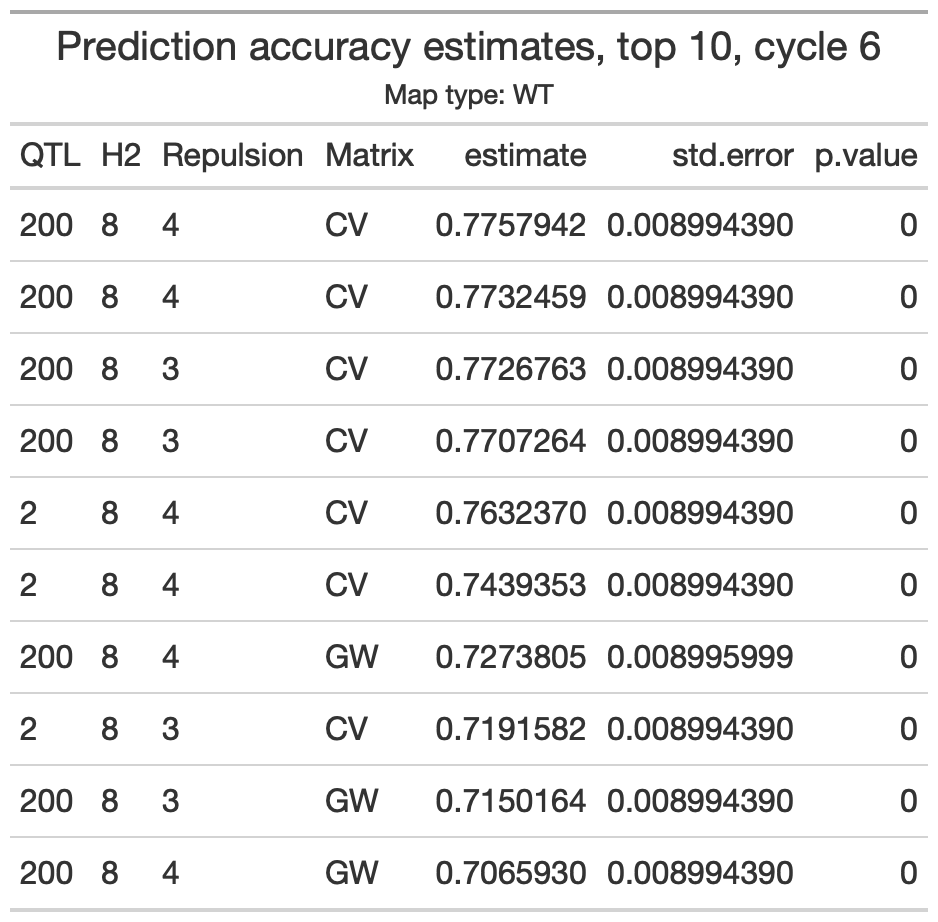 Prediction accuracy estimates, top 10, cycle 6
Map type: WT
QTL H2 Repulsion Matrix estimate std.error p.value
200 8 4 CV 0.7757942 0.008994390 0
200 8 4 CV 0.7732459 0.008994390 0
200 8 3 CV 0.7726763 0.008994390 0
200 8 3 CV 0.7707264 0.008994390 0
2 8 4 CV 0.7632370 0.008994390 0
2 8 4 CV 0.7439353 0.008994390 0
200 8 4 GW 0.7273805 0.008995999 0
2 8 3 CV 0.7191582 0.008994390 0
200 8 3 GW 0.7150164 0.008994390 0
200 8 4 GW 0.7065930 0.008994390 0